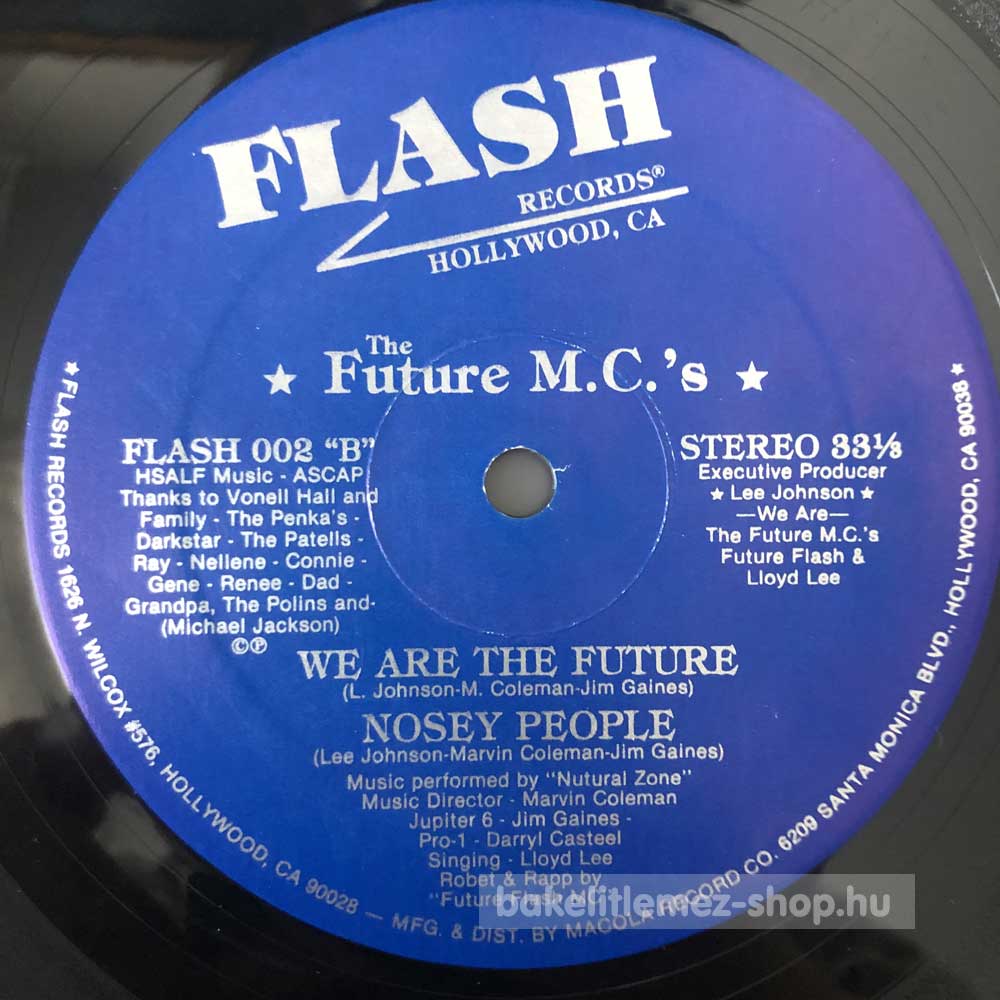 FLASH
RECORDS®
HOLLYWOOD, CA
The
★ Future M.C.'s ★
FLASH 002 "B"
HSALF Music - ASCAP
Thanks to Vonell Hall and
Family - The Penka's -
Darkstar - The Patells -
Ray - Nellene - Connie -
Gene - Renee - Dad -
Grandpa, The Polins and-
(Michael Jackson)
©℗
STEREO 33⅓
Executive Producer
★ Lee Johnson ★
—We Are—
The Future M.C.'s
Future Flash &
Lloyd Lee
WE ARE THE FUTURE
(L. Johnson-M. Coleman-Jim Gaines)
NOSEY PEOPLE
(Lee Johnson-Marvin Coleman-Jim Gaines)
Music performed by "Nutural Zone"
Music Director - Marvin Coleman
Jupiter 6 - Jim Gaines -
Pro-1 - Darryl Casteel
Singing - Lloyd Lee
Robet & Rapp by
"Future Flash MC"
★ FLASH RECORDS 1626 N. WILCOX #576, HOLLYWOOD, CA 90028 — MFG. & DIST. BY MACOLA RECORD CO. 6209 SANTA MONICA BLVD., HOLLYWOOD, CA 90038 ★
bakelitlemez-shop.hu